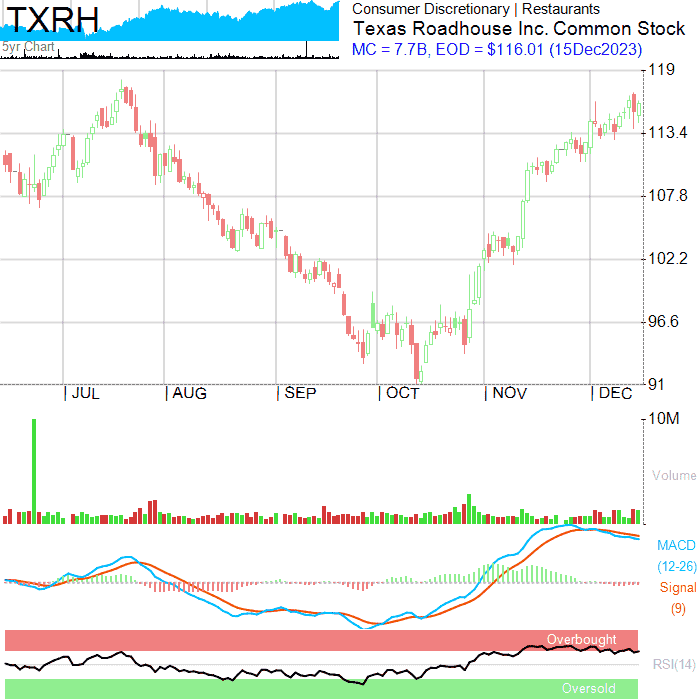 TXRH
5yr Chart
Consumer Discretionary | Restaurants
Texas Roadhouse Inc. Common Stock
MC = 7.7B, EOD = $116.01 (15Dec2023)
119
113.4
107.8
102.2
96.6
91
JUL AUG SEP OCT NOV DEC
10M
Volume
MACD
(12-26)
Signal
(9)
Overbought
RSI(14)
Oversold